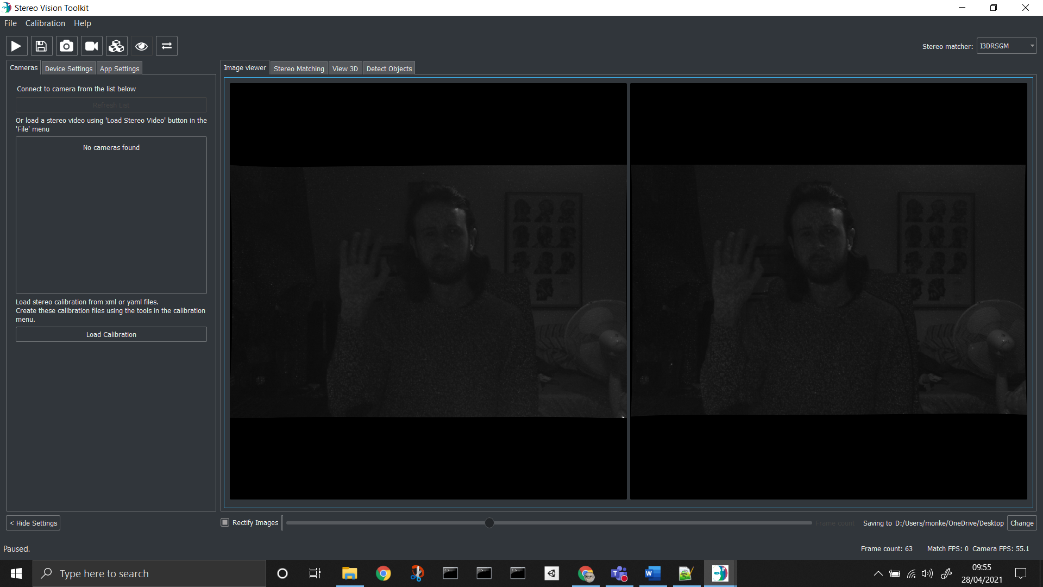 Stereo Vision Toolkit
File Calibration Help
Stereo matcher: I3DRSGM
Cameras Device Settings App Settings
Image viewer Stereo Matching View 3D Detect Objects
Connect to camera from the list below
Or load a stereo video using 'Load Stereo Video' button in the
'File' menu
No cameras found
Load stereo calibration from xml or yaml files.
Create these calibration files using the tools in the calibration
menu.
Load Calibration
< Hide Settings
Rectify Images
Saving to D:/Users/monke/OneDrive/Desktop Change
Paused.
Frame count: 63 Match FPS: 0 Camera FPS: 55.1
Type here to search
09:55
28/04/2021